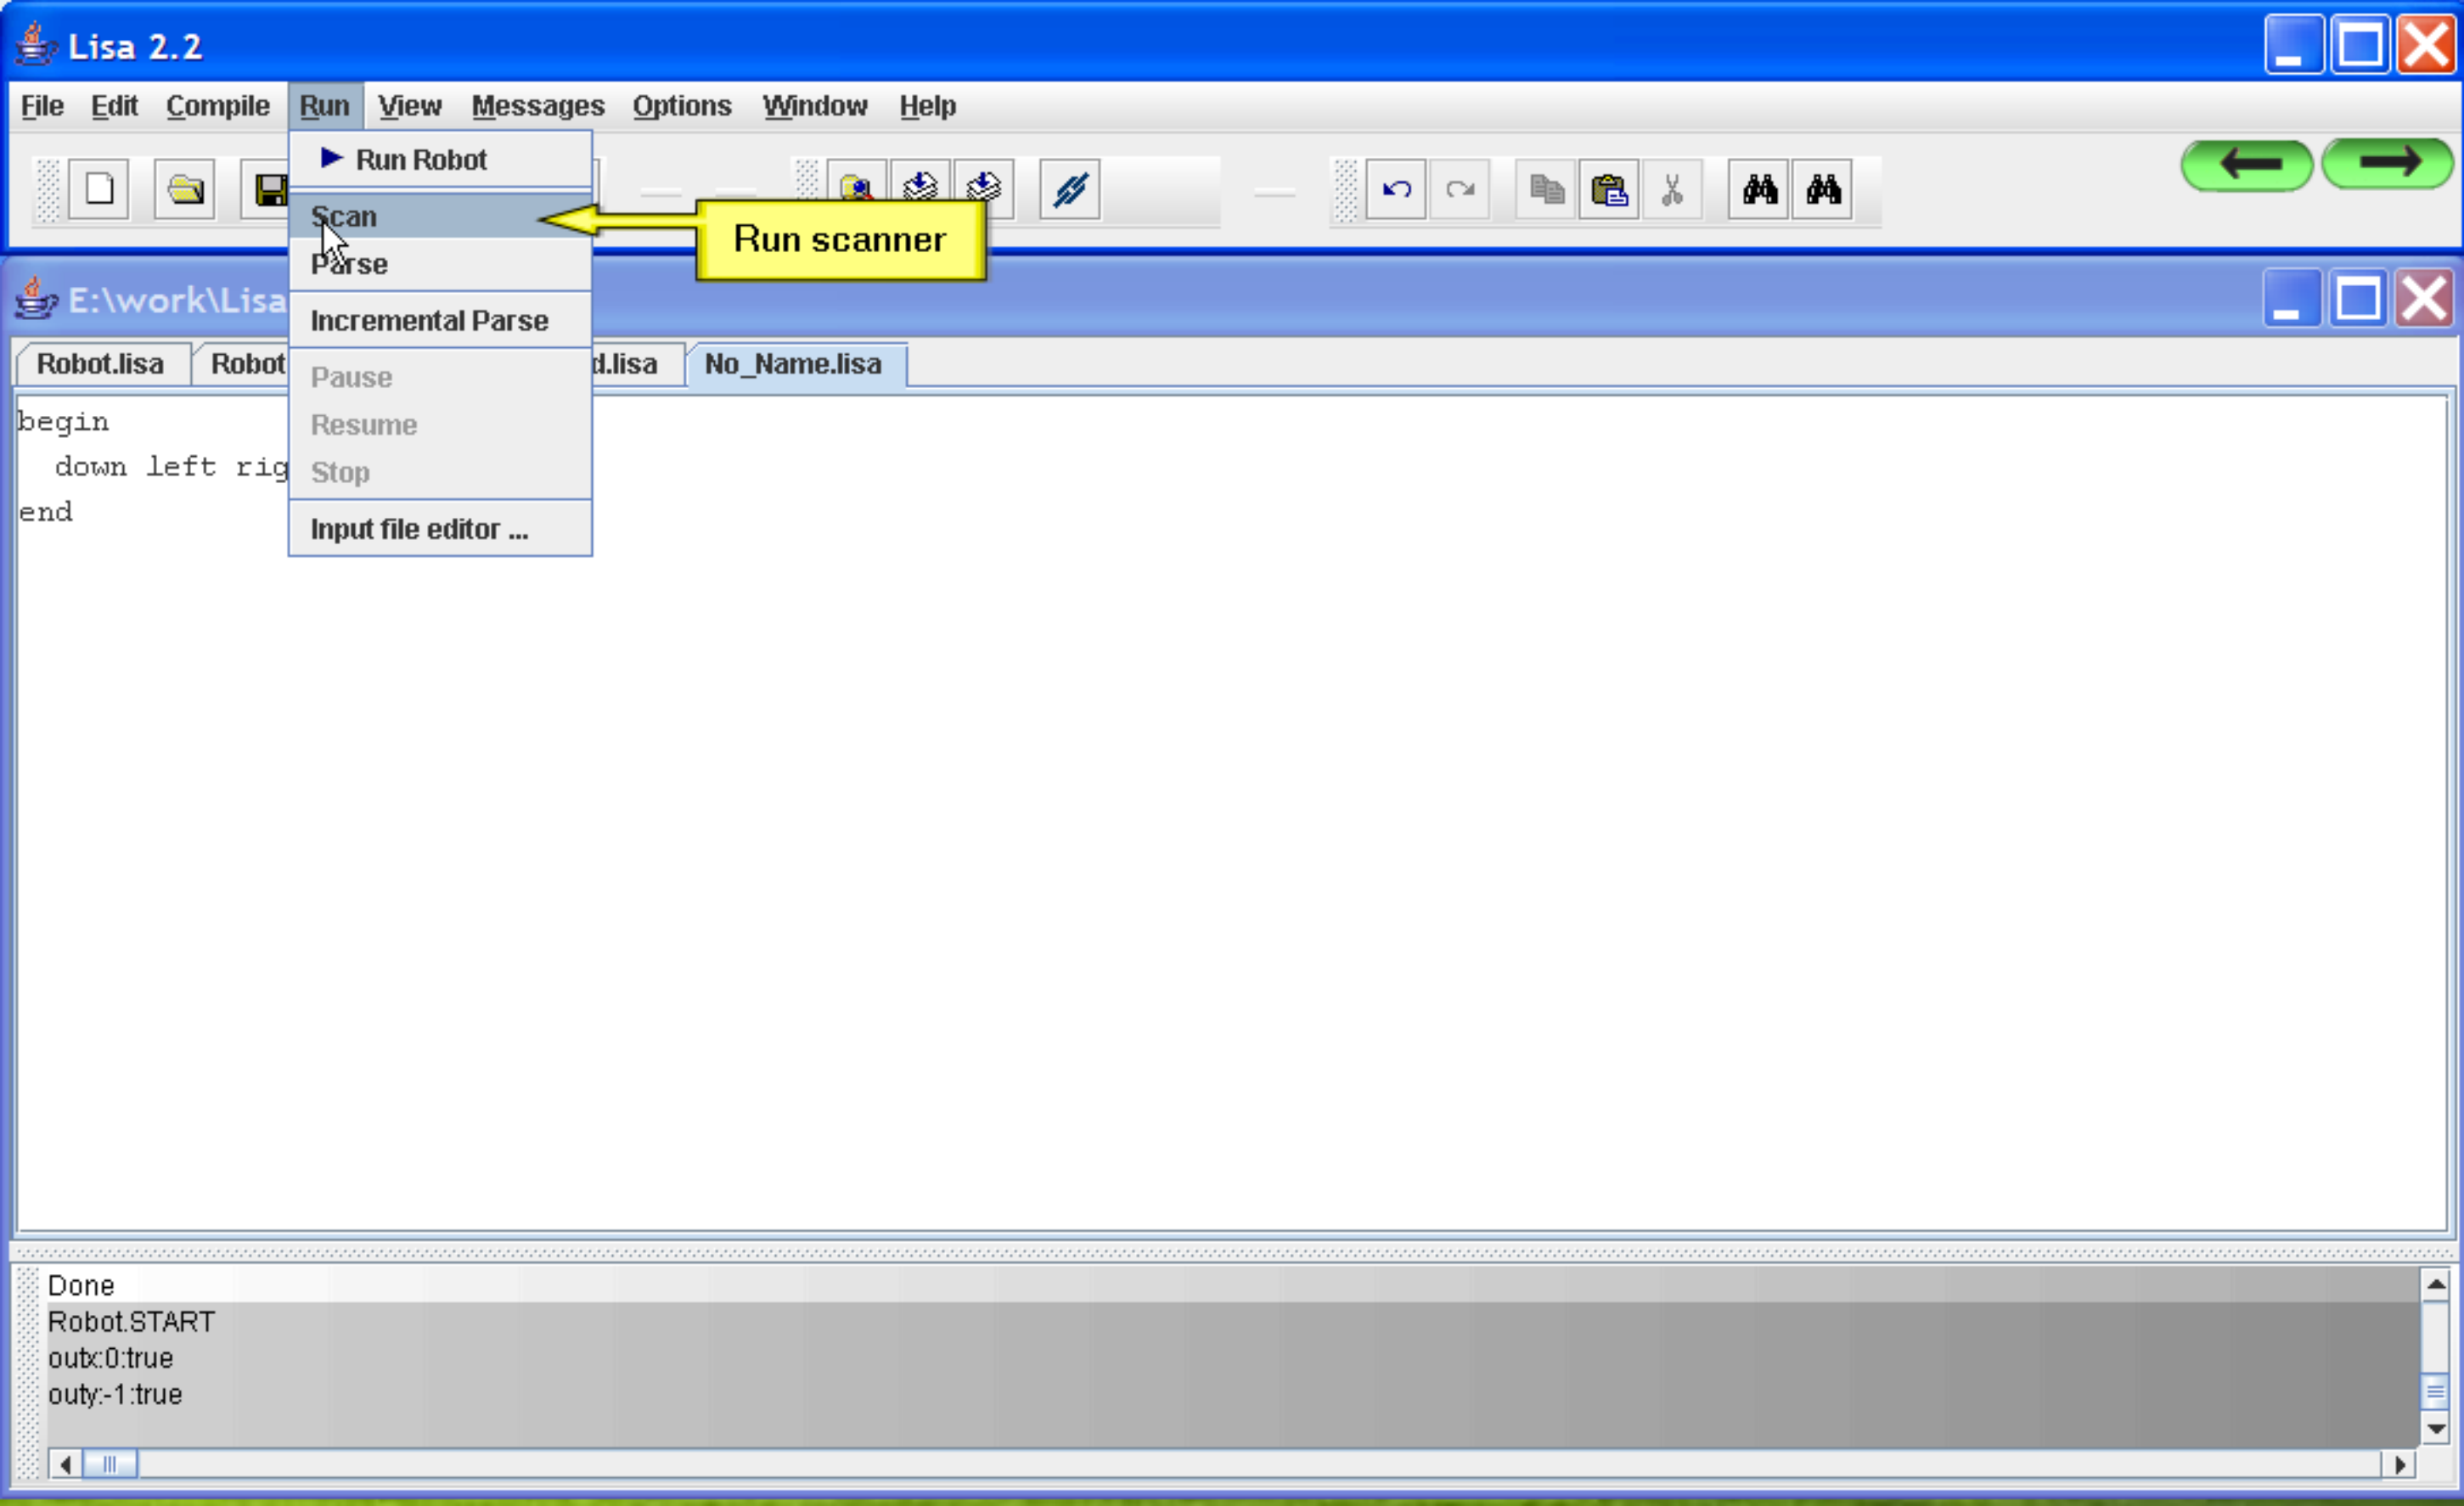 Lisa 2.2
File Edit Compile Run View Messages Options Window Help
Run Robot
Scan
Run scanner
Parse
E:\work\Lisa
Incremental Parse
Robot.lisa Robot d.lisa No_Name.lisa
Pause
begin
Resume
down left rig
Stop
end
Input file editor ...
Done
Robot.START
outx:0:true
outy:-1:true